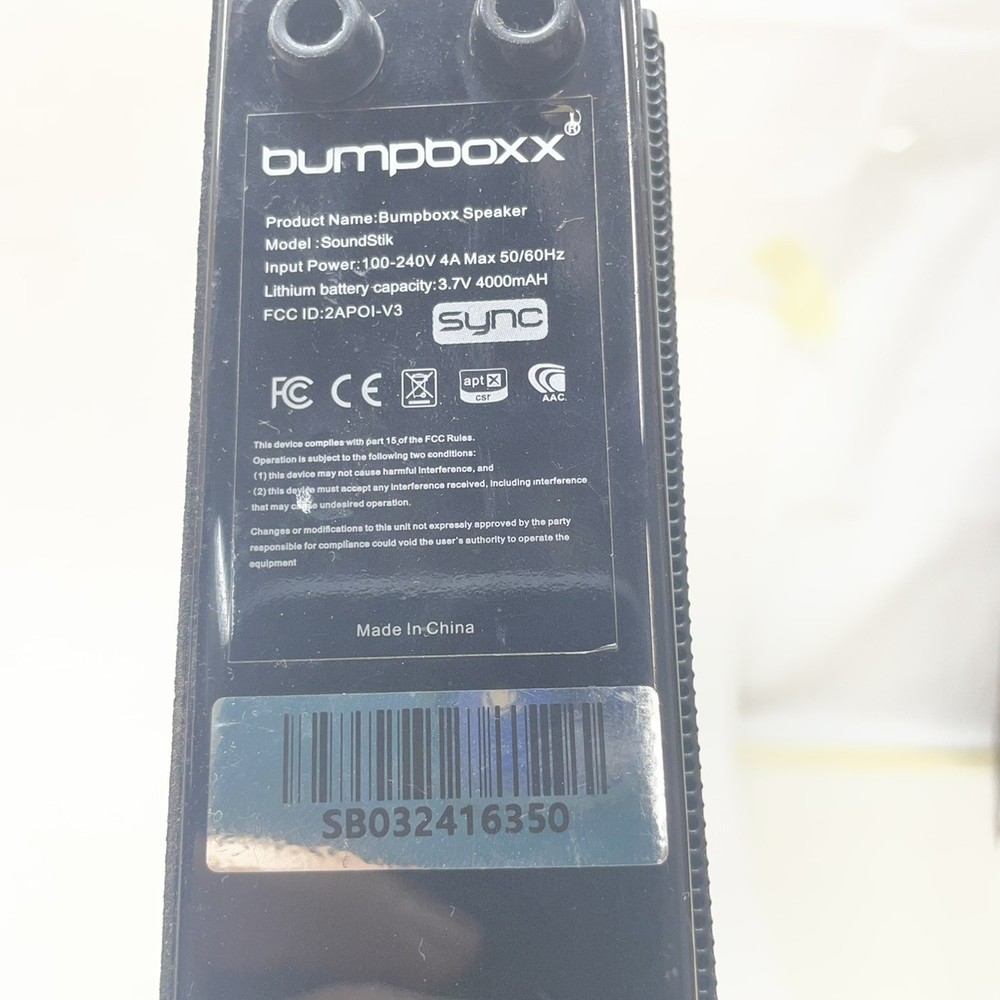 bumpboxx®
Product Name:Bumpboxx Speaker
Model :SoundStik
Input Power:100-240V 4A Max 50/60Hz
Lithium battery capacity:3.7V 4000mAH
FCC ID:2APOI-V3
sync
FC CE aptX csr AAC
This device complies with part 15 of the FCC Rules.
Operation is subject to the following two conditions:
(1) this device may not cause harmful interference, and
(2) this device must accept any interference received, including interference
that may cause undesired operation.
Changes or modifications to this unit not expressly approved by the party
responsible for compliance could void the user's authority to operate the
equipment
Made In China
SB032416350